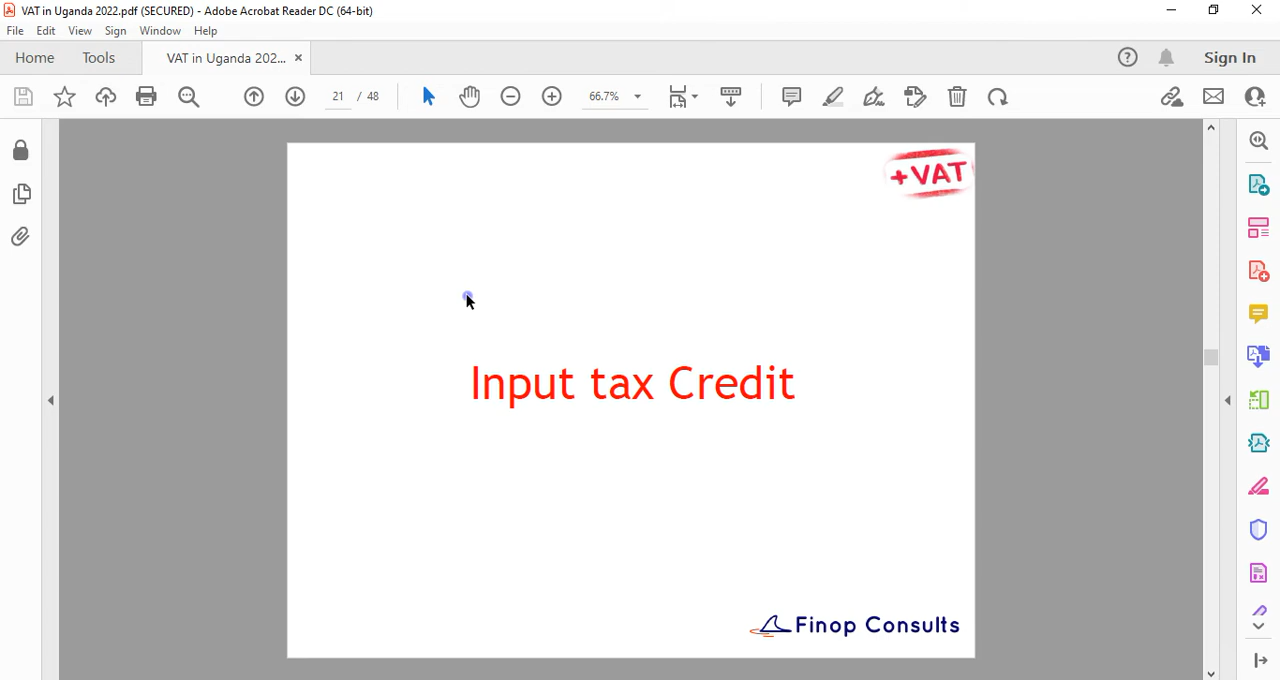 VAT in Uganda 2022.pdf (SECURED) - Adobe Acrobat Reader DC (64-bit)
File Edit View Sign Window Help
Home Tools VAT in Uganda 202... × Sign In
21 / 48 66.7%
+VAT
Input tax Credit
Finop Consults